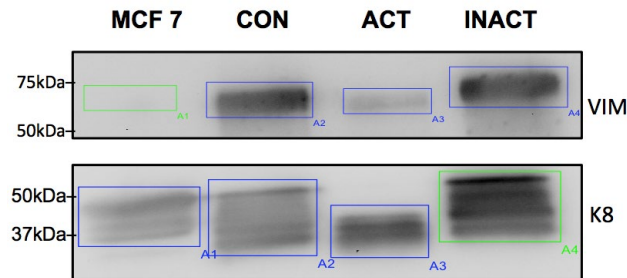 MCF 7 CON ACT INACT
75kDa
50kDa
A1 A2 A3 A4
VIM
50kDa
37kDa
A1 A2 A3 A4
K8